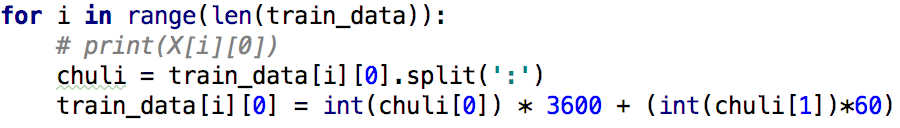 for i in range(len(train_data)):
    # print(X[i][0])
    chuli = train_data[i][0].split(':')
    train_data[i][0] = int(chuli[0]) * 3600 + (int(chuli[1])*60)